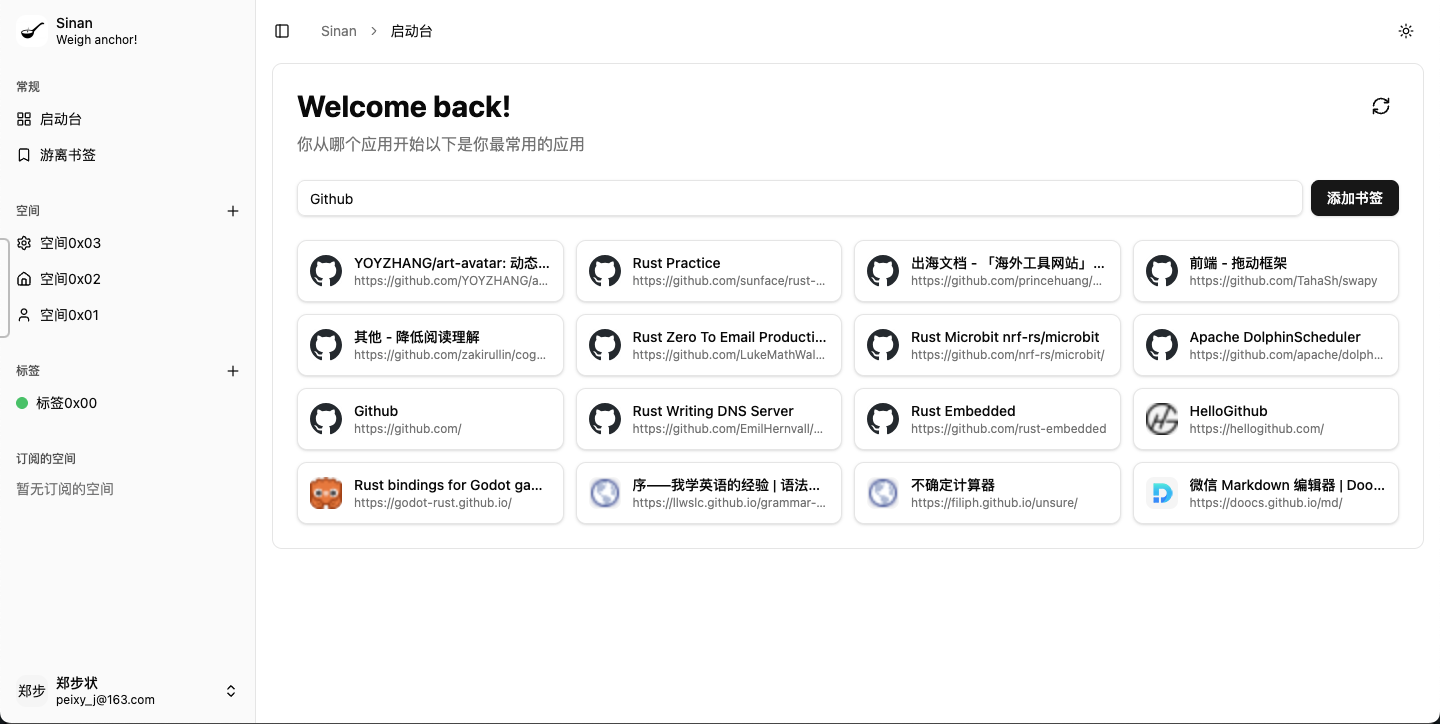 Sinan
Weigh anchor!
常规
启动台
游离书签
空间
空间0x03
空间0x02
空间0x01
标签
标签0x00
订阅的空间
暂无订阅的空间
郑步
郑步状
peixy_j@163.com
Sinan
启动台
Welcome back!
你从哪个应用开始以下是你最常用的应用
Github
添加书签
YOYZHANG/art-avatar: 动态...
https://github.com/YOYZHANG/a...
Rust Practice
https://github.com/sunface/rust-...
出海文档 - 「海外工具网站」...
https://github.com/princehuang/...
前端 - 拖动框架
https://github.com/TahaSh/swapy
其他 - 降低阅读理解
https://github.com/zakirullin/cog...
Rust Zero To Email Producti...
https://github.com/LukeMathWal...
Rust Microbit nrf-rs/microbit
https://github.com/nrf-rs/microbit/
Apache DolphinScheduler
https://github.com/apache/dolph...
Github
https://github.com/
Rust Writing DNS Server
https://github.com/EmilHernvall/...
Rust Embedded
https://github.com/rust-embedded
HelloGithub
https://hellogithub.com/
Rust bindings for Godot ga...
https://godot-rust.github.io/
序——我学英语的经验 | 语法...
https://llwslc.github.io/grammar-...
不确定计算器
https://filiph.github.io/unsure/
微信 Markdown 编辑器 | Doo...
https://doocs.github.io/md/